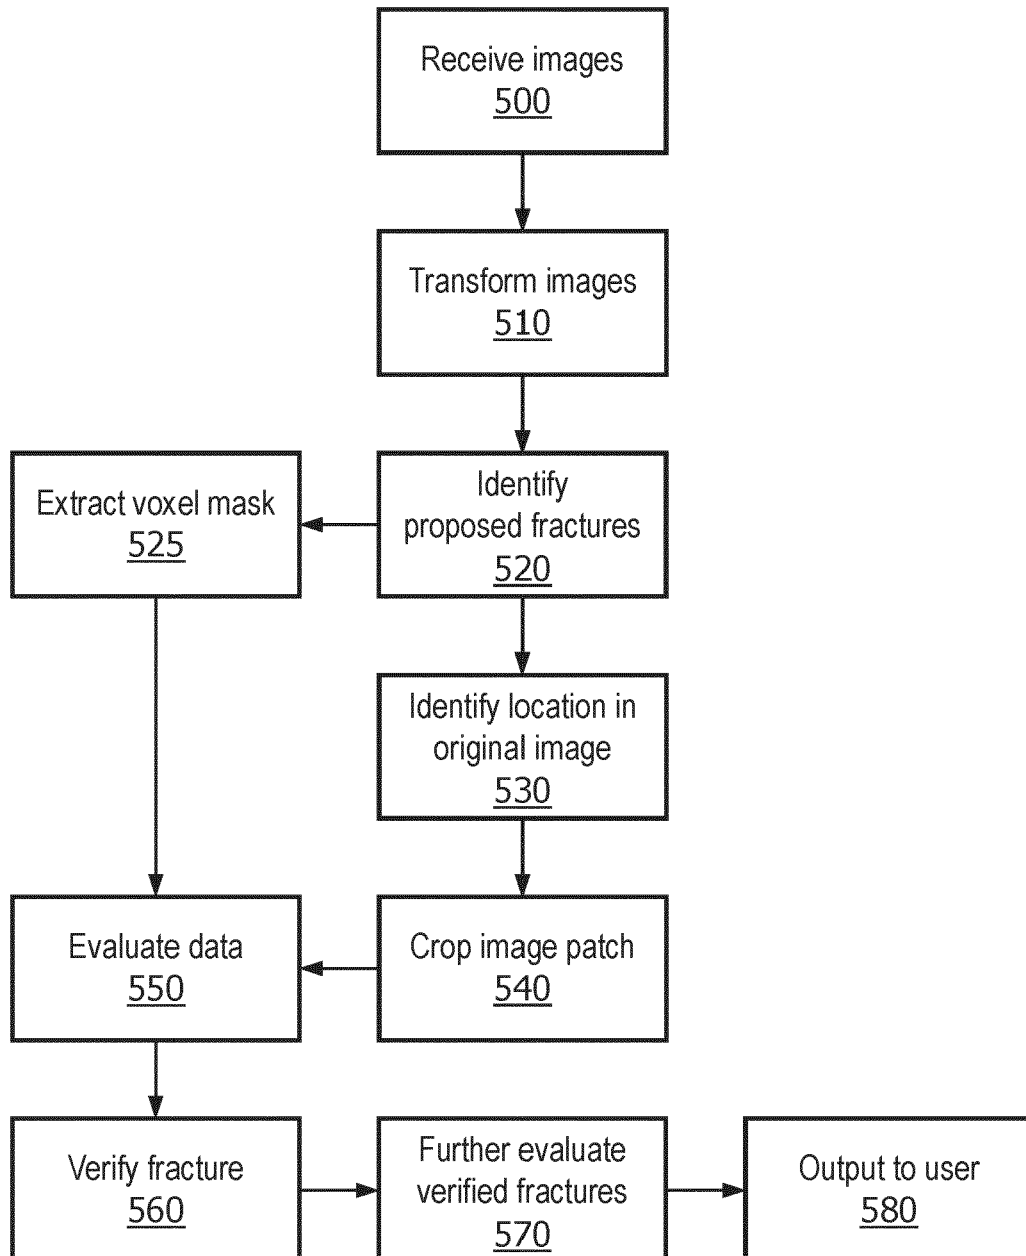 Receive images
500
Transform images
510
Extract voxel mask
525
Identify
proposed fractures
520
Identify location in
original image
530
Evaluate data
550
Crop image patch
540
Verify fracture
560
Further evaluate
verified fractures
570
Output to user
580